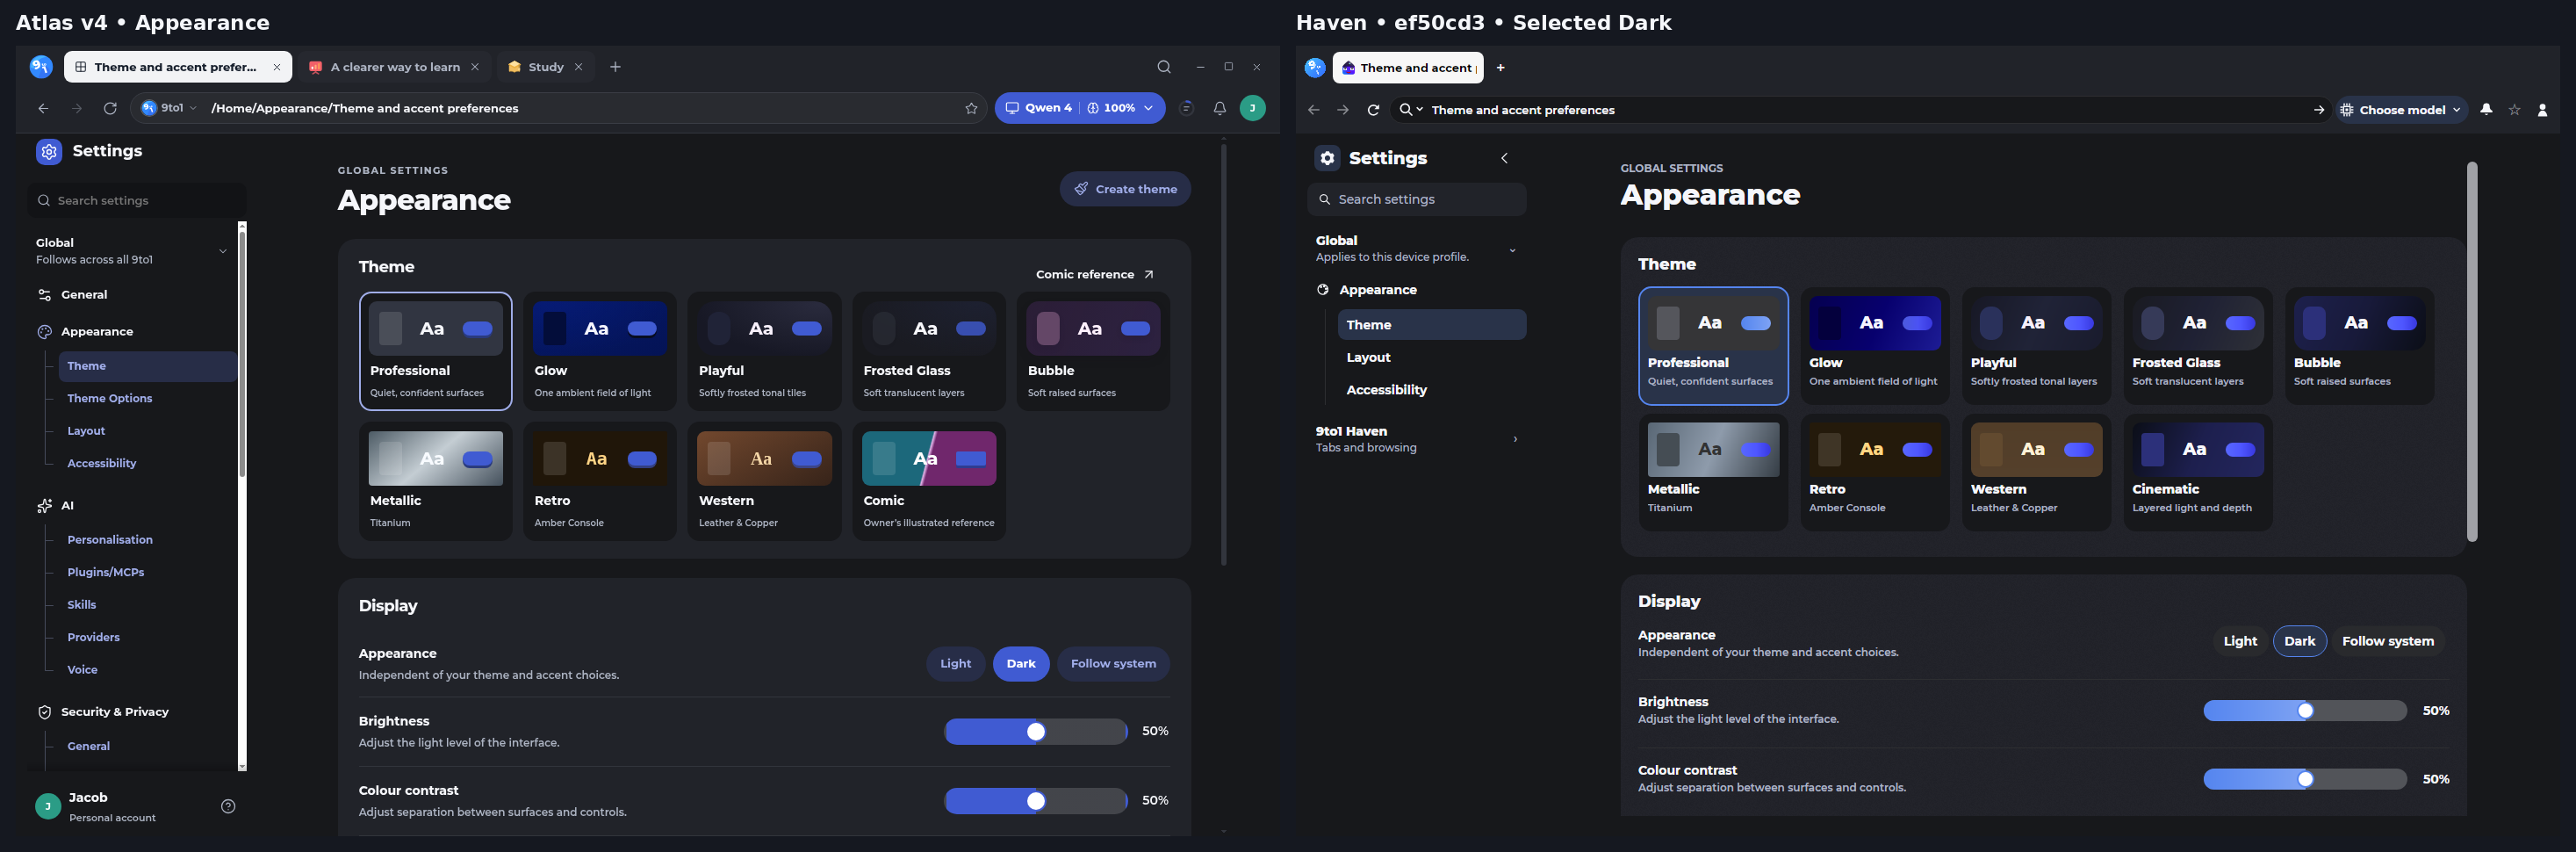 Atlas v4 • Appearance
Theme and accent prefer...
A clearer way to learn
Study
9to1
/Home/Appearance/Theme and accent preferences
Qwen 4
100%
J
Settings
Search settings
Global
Follows across all 9to1
General
Appearance
Theme
Theme Options
Layout
Accessibility
AI
Personalisation
Plugins/MCPs
Skills
Providers
Voice
Security & Privacy
General
J
Jacob
Personal account
GLOBAL SETTINGS
Appearance
Create theme
Theme
Comic reference
Aa
Professional
Quiet, confident surfaces
Aa
Glow
One ambient field of light
Aa
Playful
Softly frosted tonal tiles
Aa
Frosted Glass
Soft translucent layers
Aa
Bubble
Soft raised surfaces
Aa
Metallic
Titanium
Aa
Retro
Amber Console
Aa
Western
Leather & Copper
Aa
Comic
Owner's illustrated reference
Display
Appearance
Independent of your theme and accent choices.
Light
Dark
Follow system
Brightness
Adjust the light level of the interface.
50%
Colour contrast
Adjust separation between surfaces and controls.
50%
Haven • ef50cd3 • Selected Dark
Theme and accent
Theme and accent preferences
Choose model
Settings
Search settings
Global
Applies to this device profile.
Appearance
Theme
Layout
Accessibility
9to1 Haven
Tabs and browsing
GLOBAL SETTINGS
Appearance
Theme
Aa
Professional
Quiet, confident surfaces
Aa
Glow
One ambient field of light
Aa
Playful
Softly frosted tonal layers
Aa
Frosted Glass
Soft translucent layers
Aa
Bubble
Soft raised surfaces
Aa
Metallic
Titanium
Aa
Retro
Amber Console
Aa
Western
Leather & Copper
Aa
Cinematic
Layered light and depth
Display
Appearance
Independent of your theme and accent choices.
Light
Dark
Follow system
Brightness
Adjust the light level of the interface.
50%
Colour contrast
Adjust separation between surfaces and controls.
50%